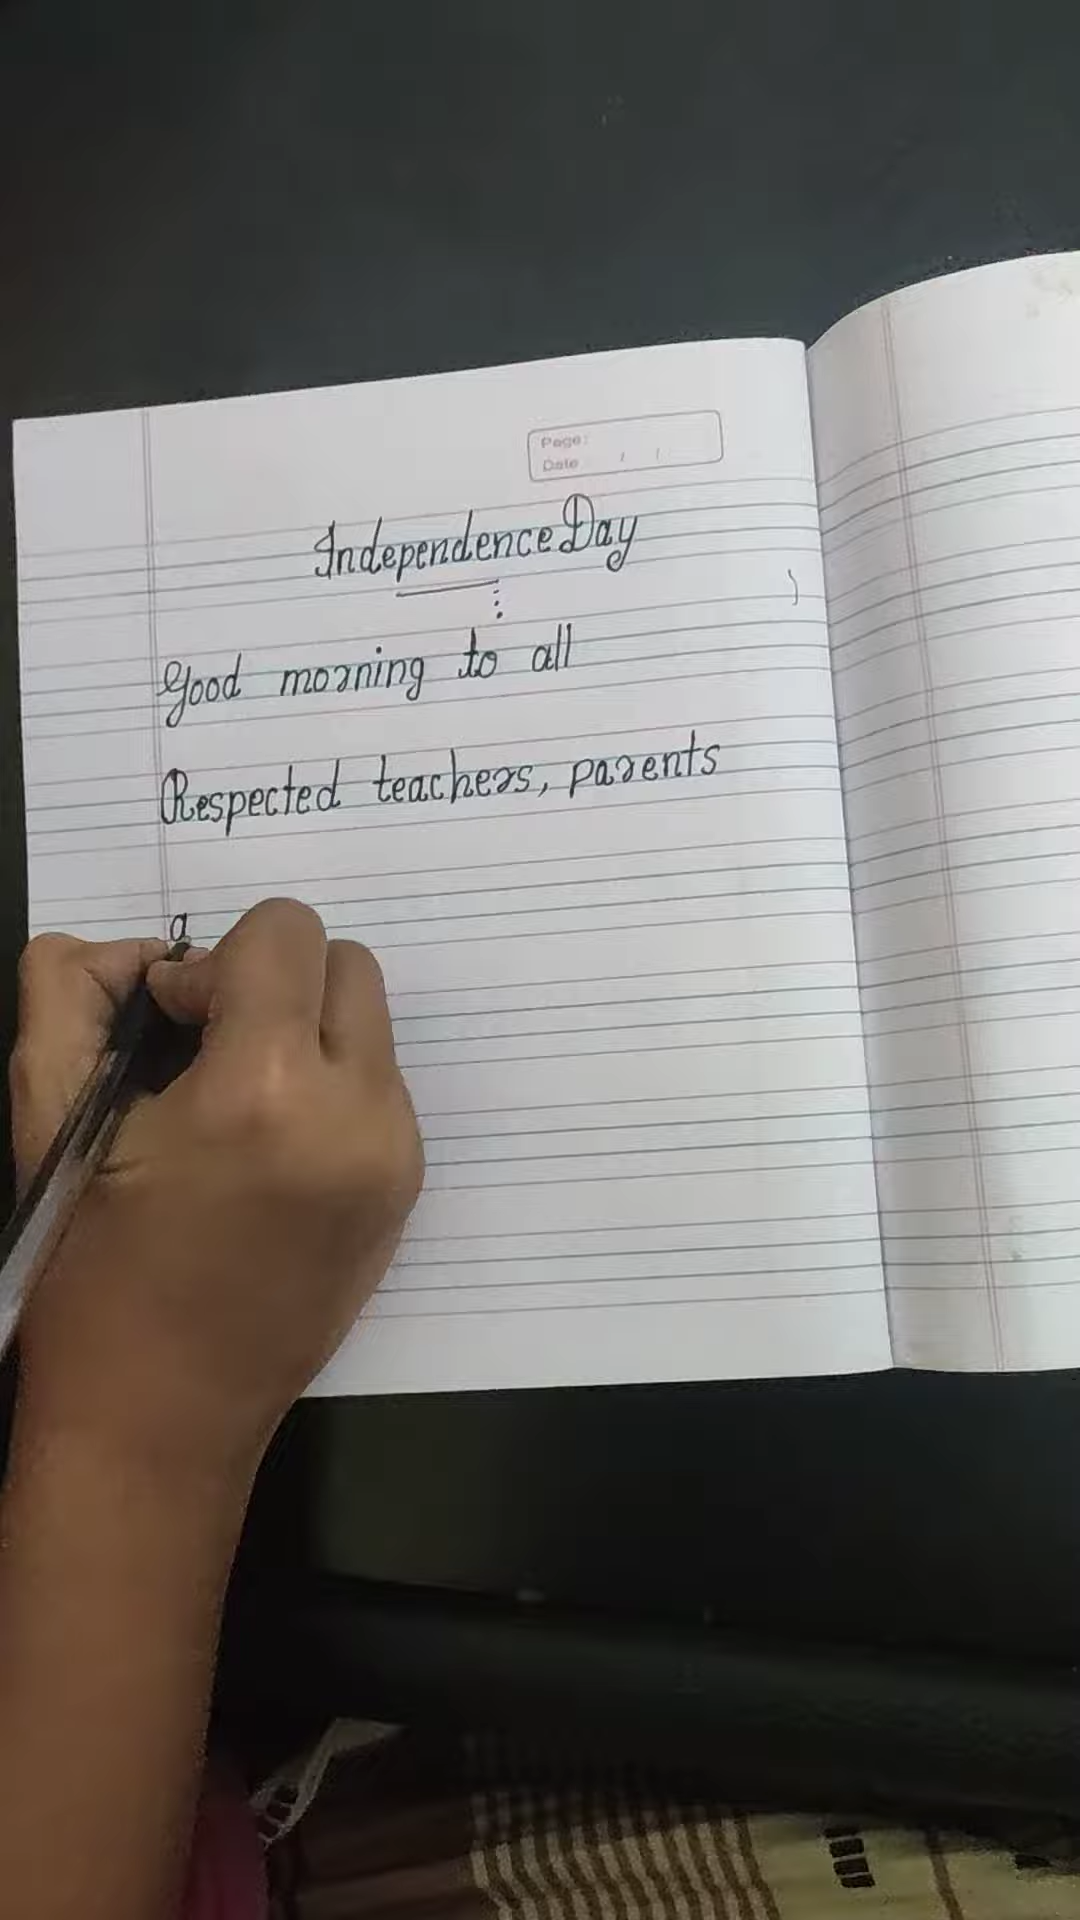 Page:
Date / /
Independence Day
Good morning to all
Respected teachers, parents
a